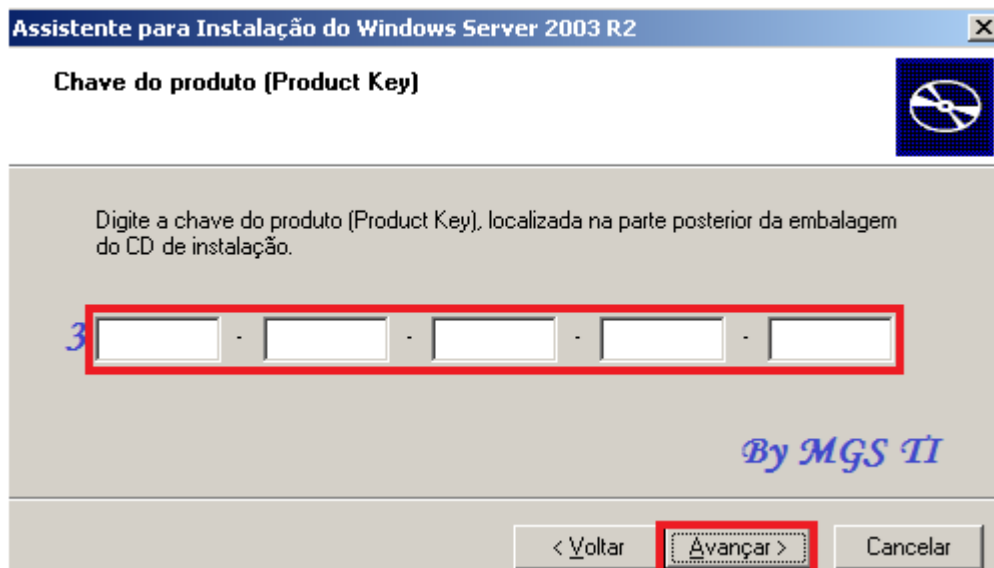 Assistente para Instalação do Windows Server 2003 R2
Chave do produto (Product Key)
Digite a chave do produto (Product Key), localizada na parte posterior da embalagem
do CD de instalação.
3 - - - -
By MGS TI
< Voltar Avançar > Cancelar